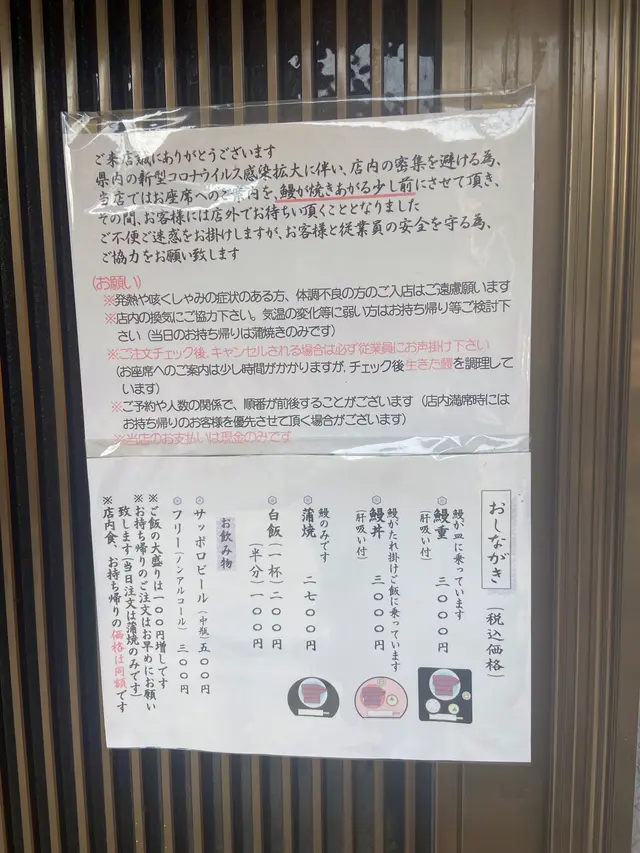 ご来店誠にありがとうございます
県内の新型コロナウイルス感染拡大に伴い、店内の密集を避ける為、
当店ではお座席へのご案内を、鰻が焼きあがる少し前にさせて頂き、
その間、お客様には店外でお待ち頂くこととなりました
ご不便ご迷惑をお掛けしますが、お客様と従業員の安全を守る為、
ご協力をお願い致します
(お願い)
※発熱や咳くしゃみの症状のある方、体調不良の方のご入店はご遠慮願います
※店内の換気にご協力下さい。気温の変化等に弱い方はお持ち帰り等ご検討下
さい（当日のお持ち帰りは蒲焼きのみです）
※ご注文チェック後、キャンセルされる場合は必ず従業員にお声掛け下さい
（お座席へのご案内は少し時間がかかりますが、チェック後生きた鰻を調理して
います）
※ご予約や人数の関係で、順番が前後することがございます（店内満席時には
お持ち帰りのお客様を優先させて頂く場合がございます）
※当店のお支払いは現金のみです
おしながき（税込価格）
鰻が皿に乗っています
◎鰻重 三〇〇〇円
（肝吸い付）
鰻がたれ掛けご飯に乗っています
◎鰻丼 三〇〇〇円
（肝吸い付）
鰻のみです
◎蒲焼 二七〇〇円
◎白飯（一杯）二〇〇円
（半分）一〇〇円
お飲み物
◎サッポロビール（中瓶）五〇〇円
◎フリー（ノンアルコール）三〇〇円
※ご飯の大盛りは一〇〇円増しです
※お持ち帰りのご注文はお早めにお願い
致します（当日注文は蒲焼のみです）
※店内食、お持ち帰りの価格は同額です